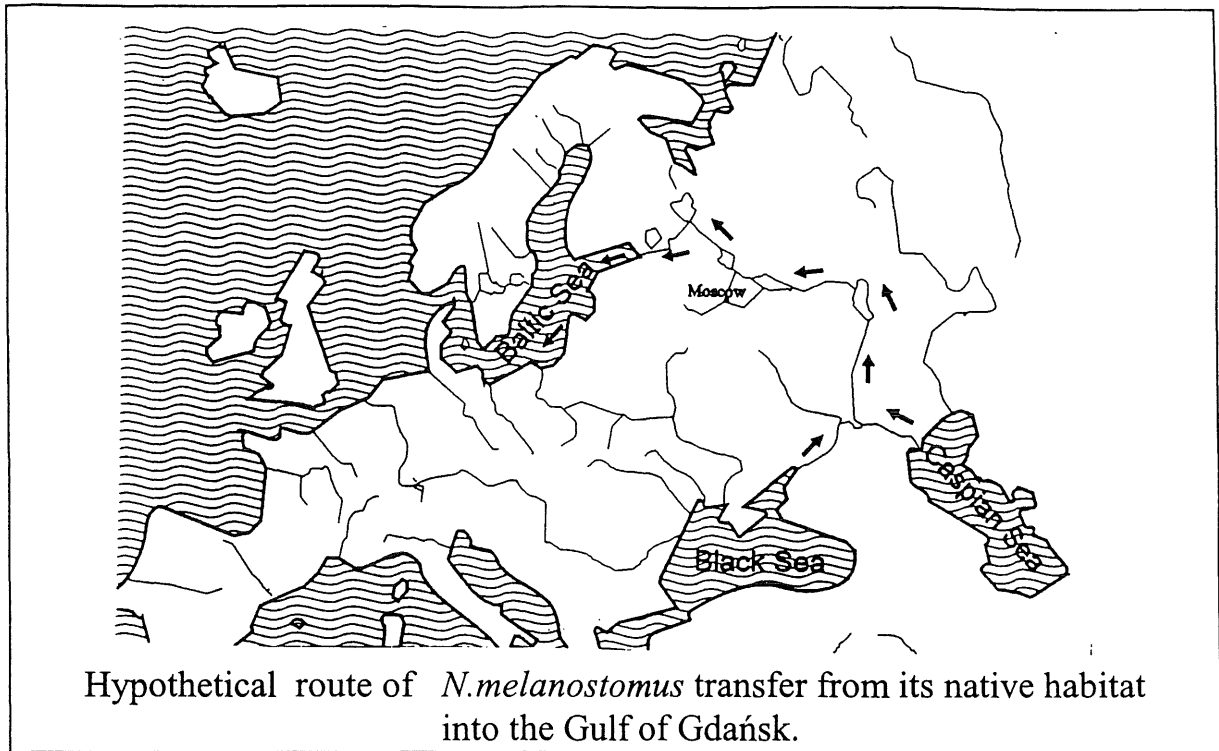 Moscow
Baltic Sea
Black Sea
Caspian Sea
Hypothetical route of N.melanostomus transfer from its native habitat
into the Gulf of Gdańsk.